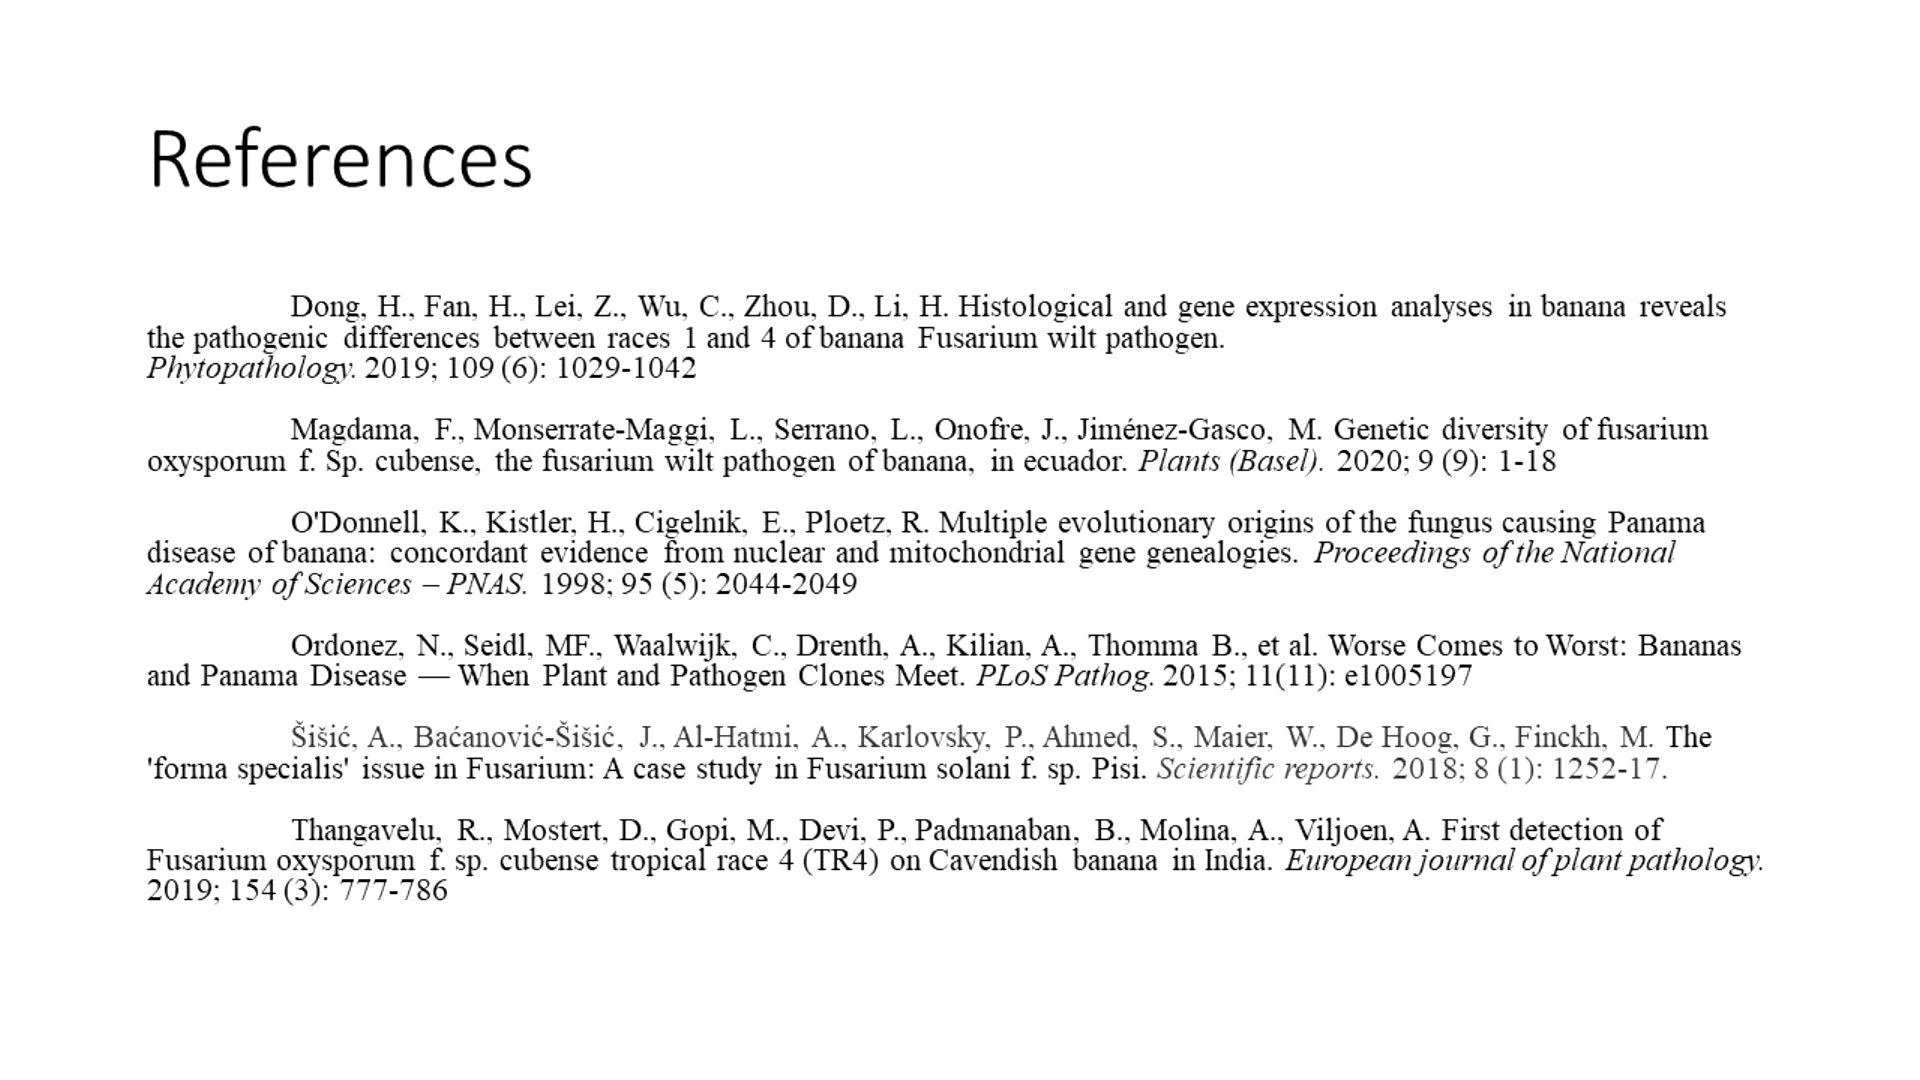 References
Dong, H., Fan, H., Lei, Z., Wu, C., Zhou, D., Li, H. Histological and gene expression analyses in banana reveals
the pathogenic differences between races 1 and 4 of banana Fusarium wilt pathogen.
Phytopathology. 2019; 109 (6): 1029-1042
Magdama, F., Monserrate-Maggi, L., Serrano, L., Onofre, J., Jiménez-Gasco, M. Genetic diversity of fusarium
oxysporum f. Sp. cubense, the fusarium wilt pathogen of banana, in ecuador. Plants (Basel). 2020; 9 (9): 1-18
O'Donnell, K., Kistler, H., Cigelnik, E., Ploetz, R. Multiple evolutionary origins of the fungus causing Panama
disease of banana: concordant evidence from nuclear and mitochondrial gene genealogies. Proceedings of the National
Academy of Sciences – PNAS. 1998; 95 (5): 2044-2049
Ordonez, N., Seidl, MF., Waalwijk, C., Drenth, A., Kilian, A., Thomma B., et al. Worse Comes to Worst: Bananas
and Panama Disease — When Plant and Pathogen Clones Meet. PLoS Pathog. 2015; 11(11): e1005197
Šišić, A., Baćanović-Šišić, J., Al-Hatmi, A., Karlovsky, P., Ahmed, S., Maier, W., De Hoog, G., Finckh, M. The
'forma specialis' issue in Fusarium: A case study in Fusarium solani f. sp. Pisi. Scientific reports. 2018; 8 (1): 1252-17.
Thangavelu, R., Mostert, D., Gopi, M., Devi, P., Padmanaban, B., Molina, A., Viljoen, A. First detection of
Fusarium oxysporum f. sp. cubense tropical race 4 (TR4) on Cavendish banana in India. European journal of plant pathology.
2019; 154 (3): 777-786